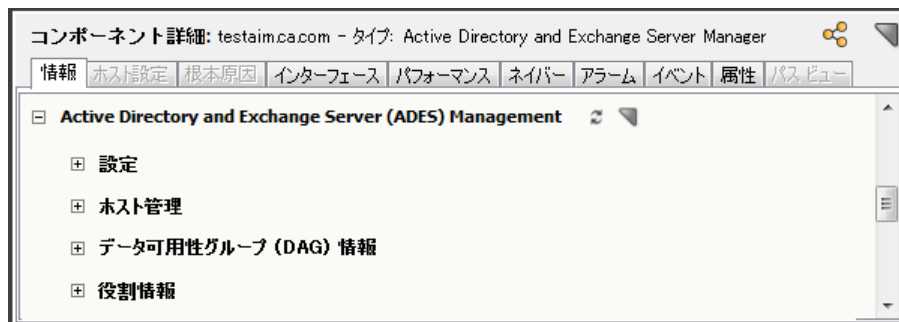 コンポーネント詳細: testaim.ca.com - タイプ: Active Directory and Exchange Server Manager
情報 ホスト設定 根本原因 インターフェース パフォーマンス ネイバー アラーム イベント 属性 パス ビュー
Active Directory and Exchange Server (ADES) Management
設定
ホスト管理
データ可用性グループ (DAG) 情報
役割情報